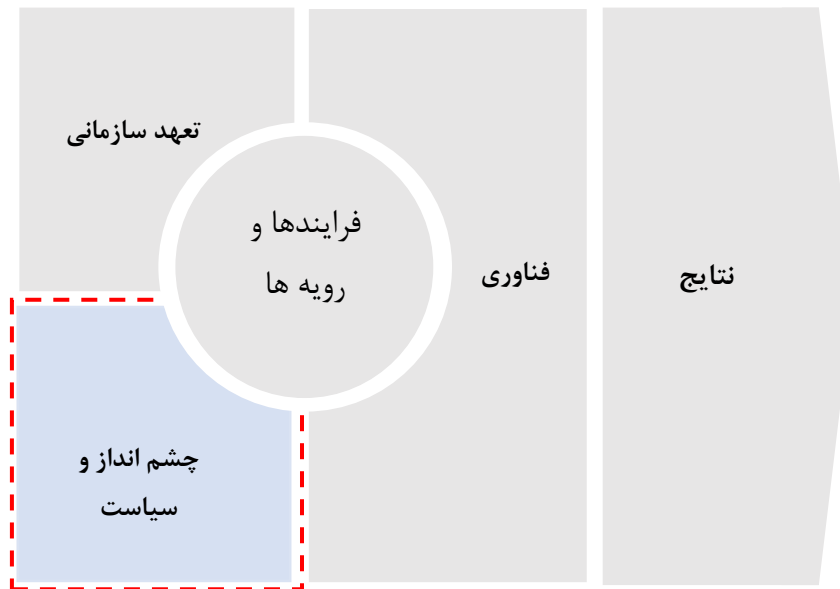 تعهد سازمانی
فرایندها و
رویه ها
فناوری
نتایج
چشم انداز و
سیاست